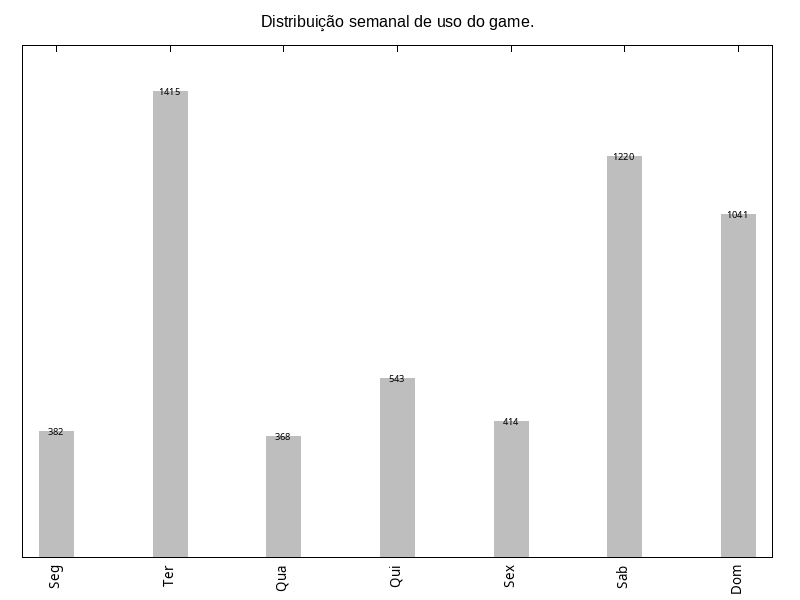 Distribuição semanal de uso do game.
1415
1220
1041
543
414
382
368
Seg
Ter
Qua
Qui
Sex
Sab
Dom